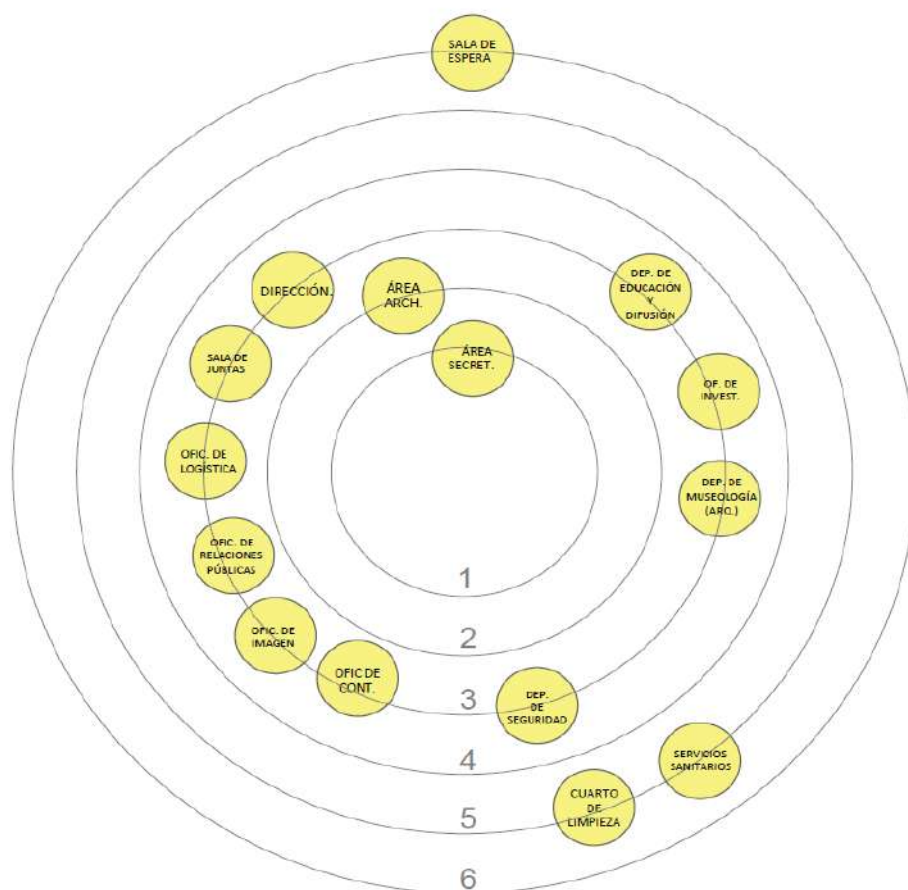 SALA DE
ESPERA
DIRECCIÓN.
ÁREA
ARCH.
DEP. DE
EDUCACIÓN
Y
DIFUSIÓN
SALA DE
JUNTAS
ÁREA
SECRET.
OF. DE
INVEST.
OFIC. DE
LOGÍSTICA
DEP. DE
MUSEOLOGÍA
(ARQ.)
OFIC. DE
RELACIONES
PÚBLICAS
OFIC. DE
IMAGEN
OFIC DE
CONT.
DEP.
DE
SEGURIDAD
SERVICIOS
SANITARIOS
CUARTO
DE
LIMPIEZA
1
2
3
4
5
6